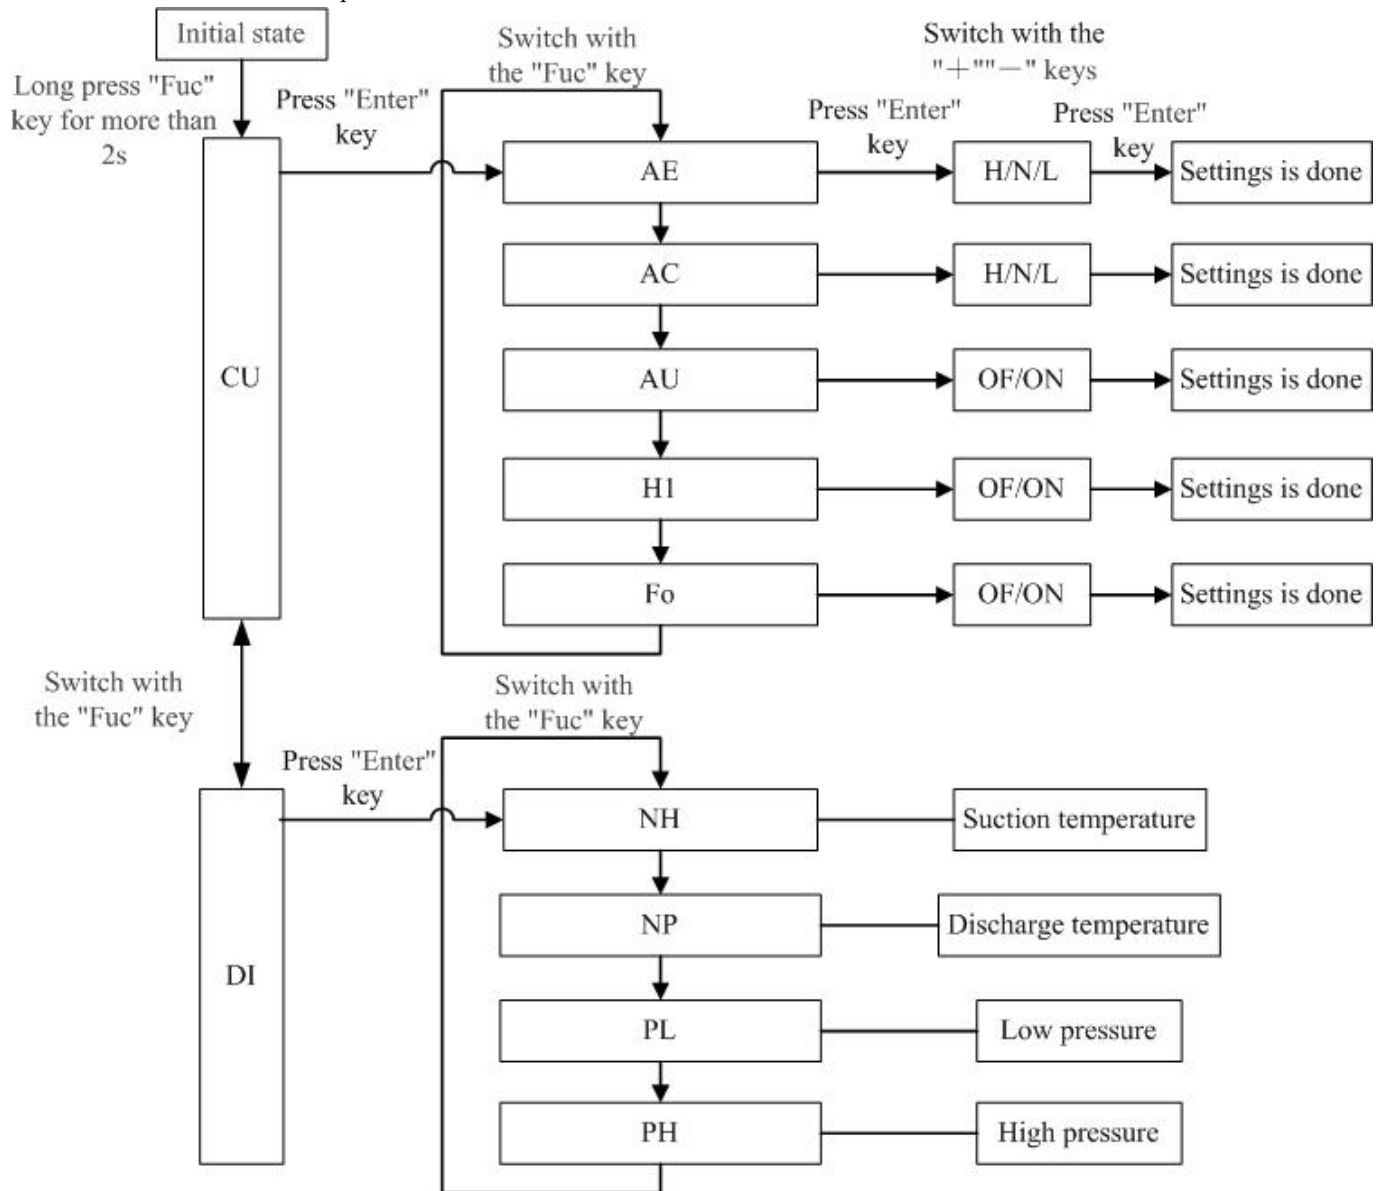 Initial state
Long press "Fuc"
key for more than
2s
Press "Enter"
key
Switch with
the "Fuc" key
Switch with the
"+""−" keys
Press "Enter"
key
Press "Enter"
key
CU
AE
H/N/L
Settings is done
AC
H/N/L
Settings is done
AU
OF/ON
Settings is done
H1
OF/ON
Settings is done
Fo
OF/ON
Settings is done
Switch with
the "Fuc" key
Switch with
the "Fuc" key
Press "Enter"
key
DI
NH
Suction temperature
NP
Discharge temperature
PL
Low pressure
PH
High pressure